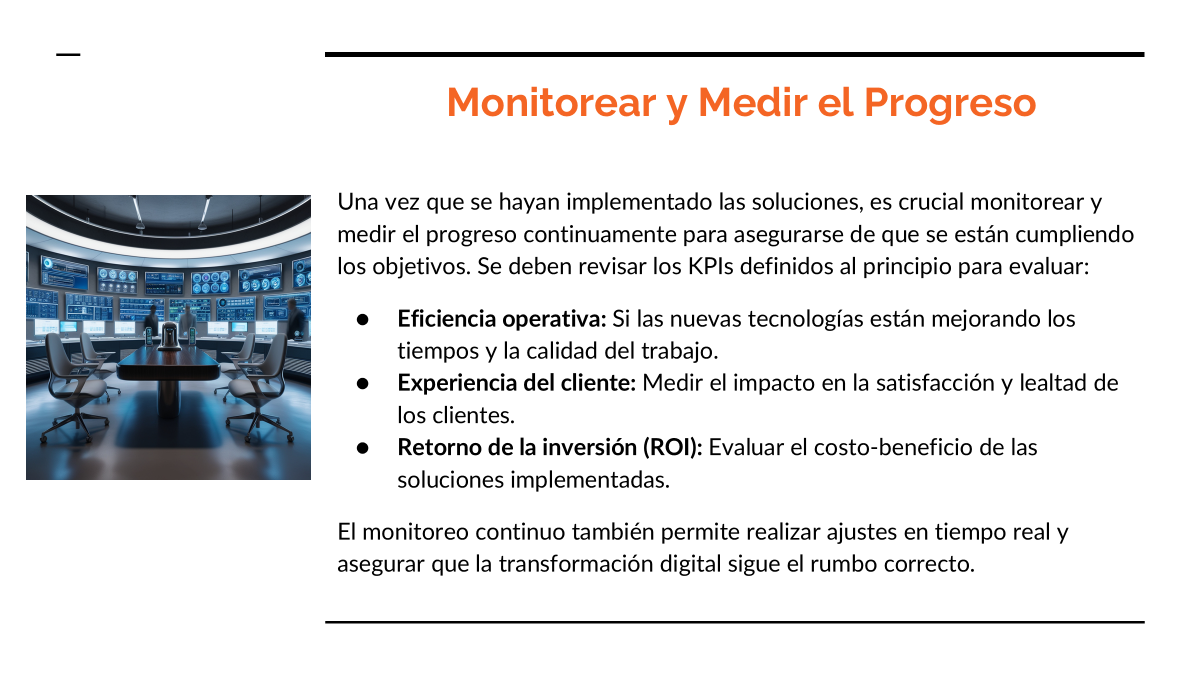 Monitorear y Medir el Progreso
Una vez que se hayan implementado las soluciones, es crucial monitorear y
medir el progreso continuamente para asegurarse de que se están cumpliendo
los objetivos. Se deben revisar los KPIs definidos al principio para evaluar:
● Eficiencia operativa: Si las nuevas tecnologías están mejorando los
tiempos y la calidad del trabajo.
● Experiencia del cliente: Medir el impacto en la satisfacción y lealtad de
los clientes.
● Retorno de la inversión (ROI): Evaluar el costo-beneficio de las
soluciones implementadas.
El monitoreo continuo también permite realizar ajustes en tiempo real y
asegurar que la transformación digital sigue el rumbo correcto.